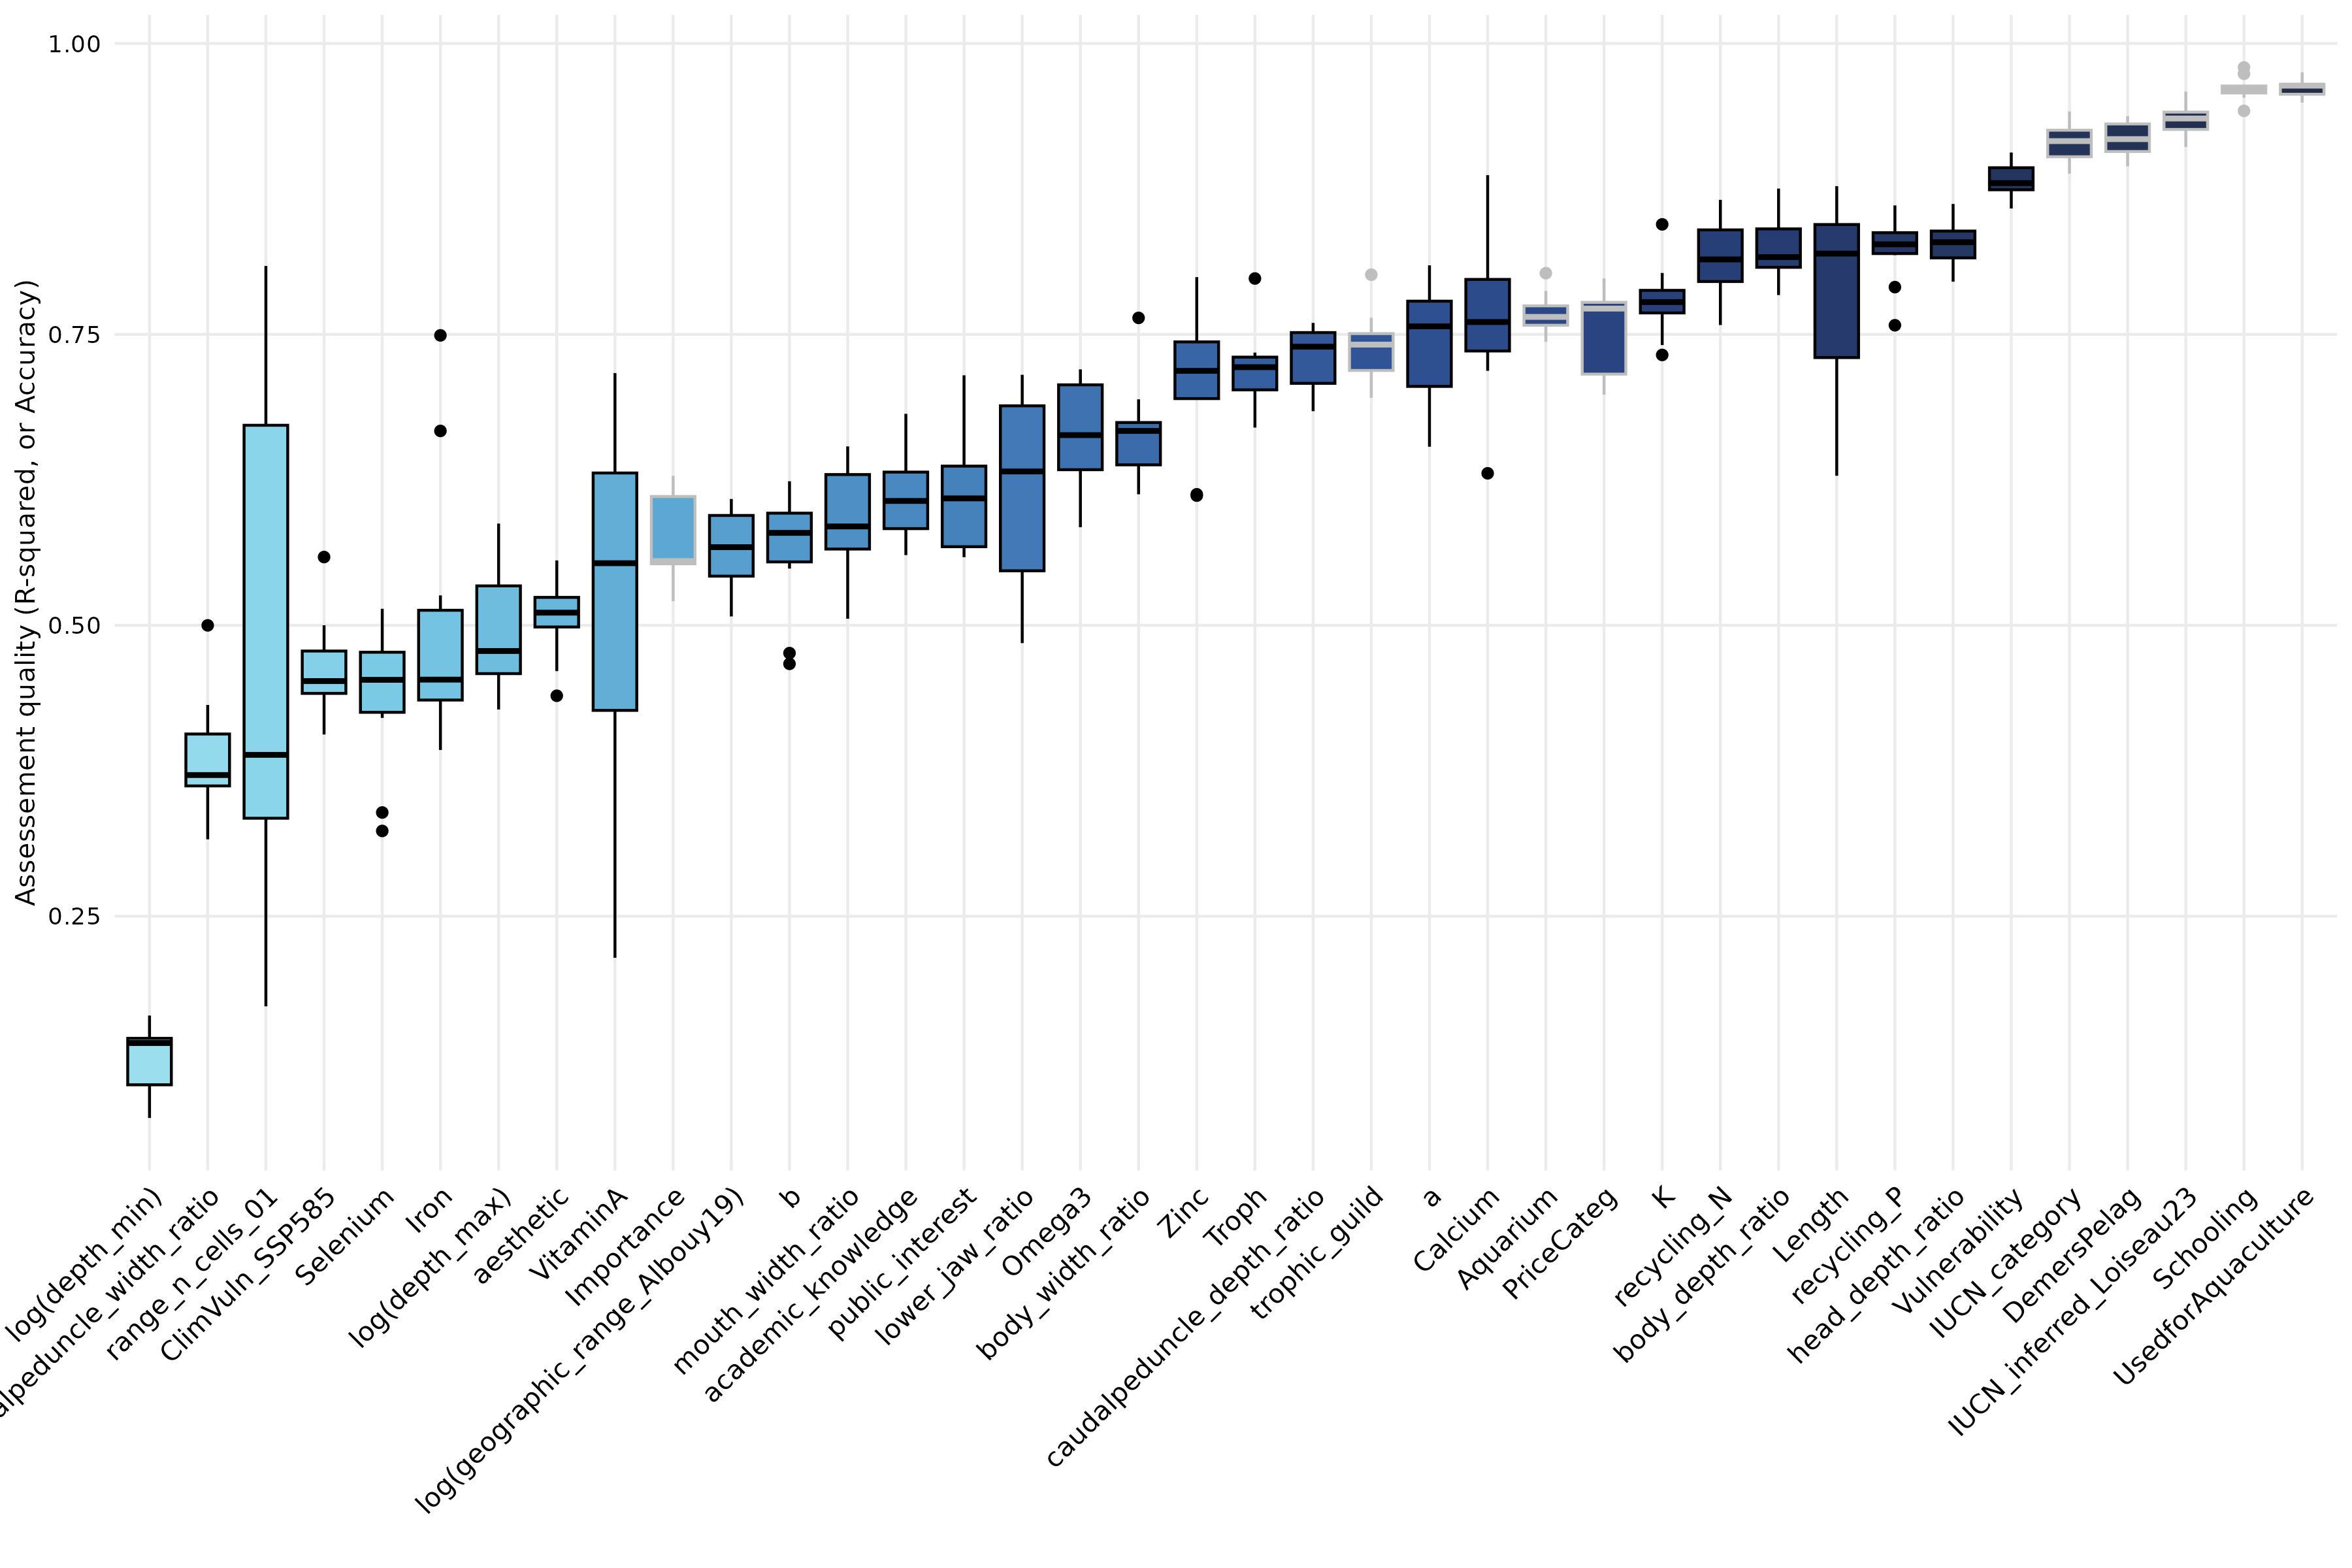 Assessement quality (R-squared, or Accuracy)
1.00
0.75
0.50
0.25
log(depth_min)
alpeduncle_width_ratio
range_n_cells_01
ClimVuln_SSP585
Selenium
Iron
log(depth_max)
aesthetic
VitaminA
Importance
log(geographic_range_Albouy19)
b
mouth_width_ratio
academic_knowledge
public_interest
lower_jaw_ratio
Omega3
body_width_ratio
Zinc
Troph
caudalpeduncle_depth_ratio
trophic_guild
a
Calcium
Aquarium
PriceCateg
K
recycling_N
body_depth_ratio
Length
recycling_P
head_depth_ratio
Vulnerability
IUCN_category
DemersPelag
IUCN_inferred_Loiseau23
Schooling
UsedforAquaculture